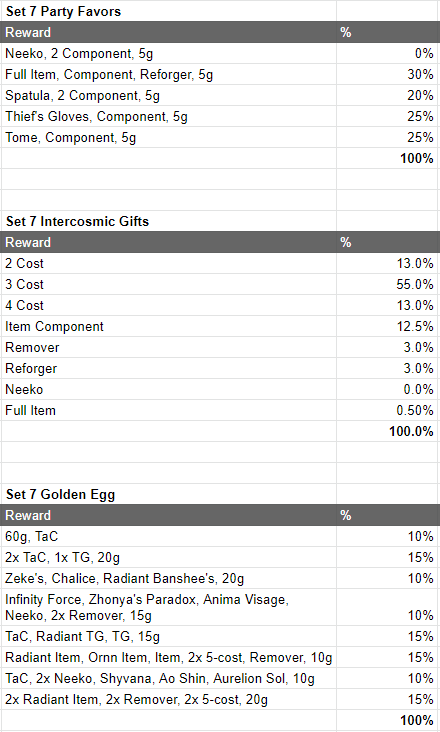 Set 7 Party Favors
Reward %
Neeko, 2 Component, 5g 0%
Full Item, Component, Reforger, 5g 30%
Spatula, 2 Component, 5g 20%
Thief's Gloves, Component, 5g 25%
Tome, Component, 5g 25%
100%
Set 7 Intercosmic Gifts
Reward %
2 Cost 13.0%
3 Cost 55.0%
4 Cost 13.0%
Item Component 12.5%
Remover 3.0%
Reforger 3.0%
Neeko 0.0%
Full Item 0.50%
100.0%
Set 7 Golden Egg
Reward %
60g, TaC 10%
2x TaC, 1x TG, 20g 15%
Zeke's, Chalice, Radiant Banshee's, 20g 10%
Infinity Force, Zhonya's Paradox, Anima Visage,
Neeko, 2x Remover, 15g 10%
TaC, Radiant TG, TG, 15g 15%
Radiant Item, Ornn Item, Item, 2x 5-cost, Remover, 10g 15%
TaC, 2x Neeko, Shyvana, Ao Shin, Aurelion Sol, 10g 10%
2x Radiant Item, 2x Remover, 2x 5-cost, 20g 15%
100%